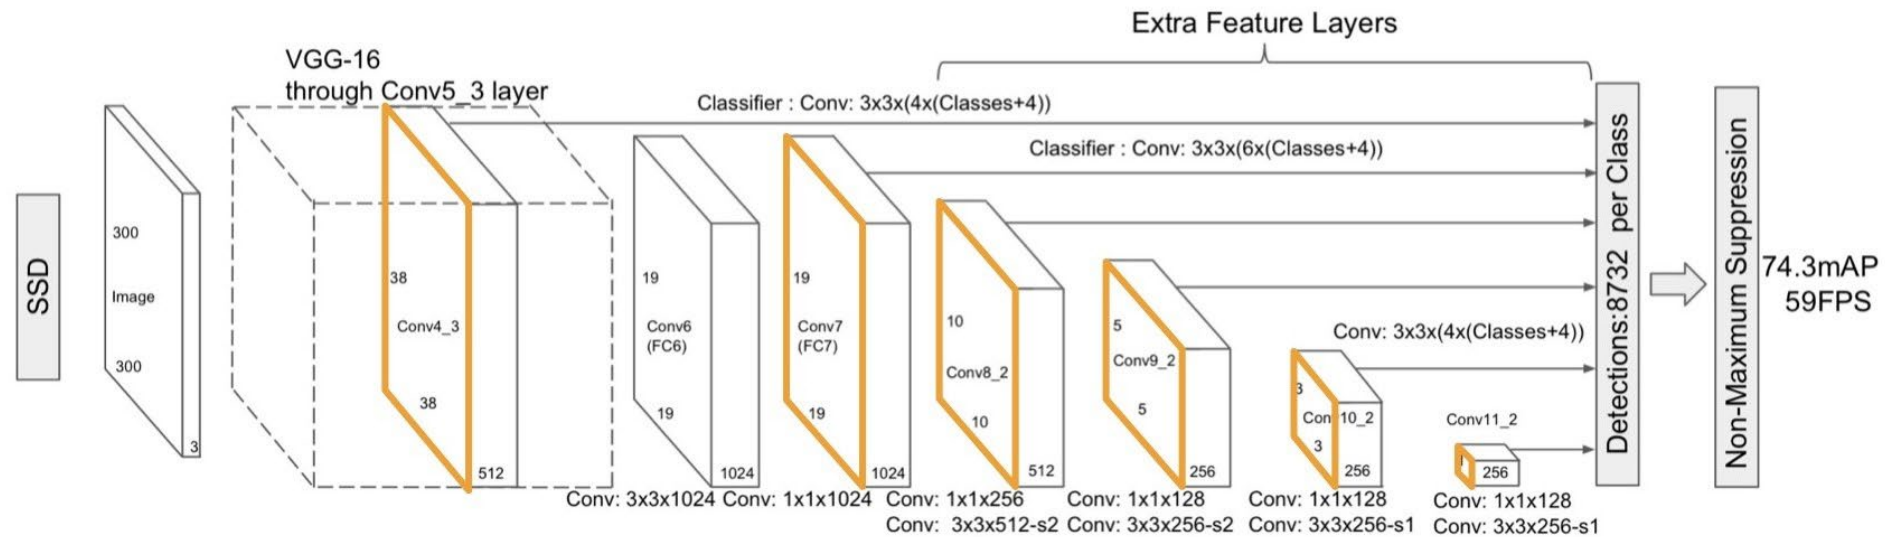 Extra Feature Layers
VGG-16
through Conv5_3 layer
Classifier : Conv: 3x3x(4x(Classes+4))
Classifier : Conv: 3x3x(6x(Classes+4))
SSD
300
Image
300
3
38
Conv4_3
38
512
19
Conv6
(FC6)
19
1024
19
Conv7
(FC7)
19
1024
10
Conv8_2
10
512
5
Conv9_2
5
256
Conv: 3x3x(4x(Classes+4))
3
Conv10_2
3
256
Conv11_2
1
256
Conv: 3x3x1024
Conv: 1x1x1024
Conv: 1x1x256
Conv: 3x3x512-s2
Conv: 1x1x128
Conv: 3x3x256-s2
Conv: 1x1x128
Conv: 3x3x256-s1
Conv: 1x1x128
Conv: 3x3x256-s1
Detections:8732 per Class
Non-Maximum Suppression
74.3mAP
59FPS